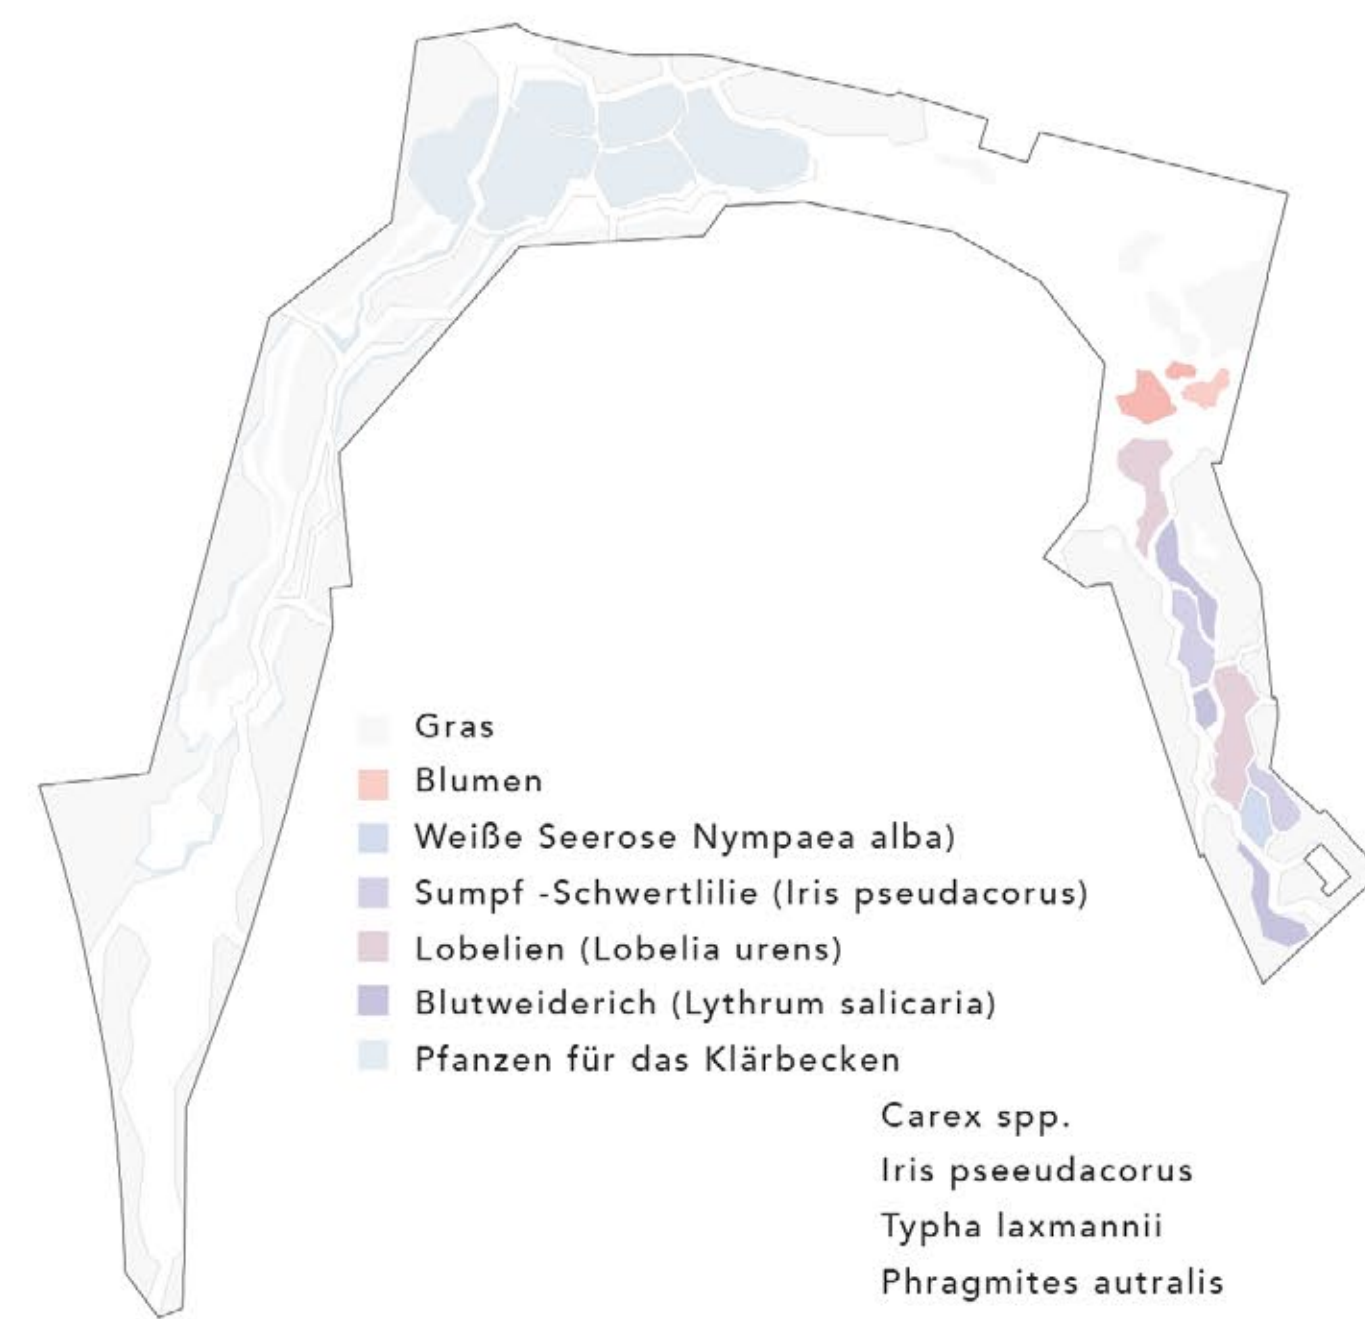 Gras
Blumen
Weiße Seerose Nympaea alba)
Sumpf -Schwertlilie (Iris pseudacorus)
Lobelien (Lobelia urens)
Blutweiderich (Lythrum salicaria)
Pfanzen für das Klärbecken
Carex spp.
Iris pseeudacorus
Typha laxmannii
Phragmites autralis